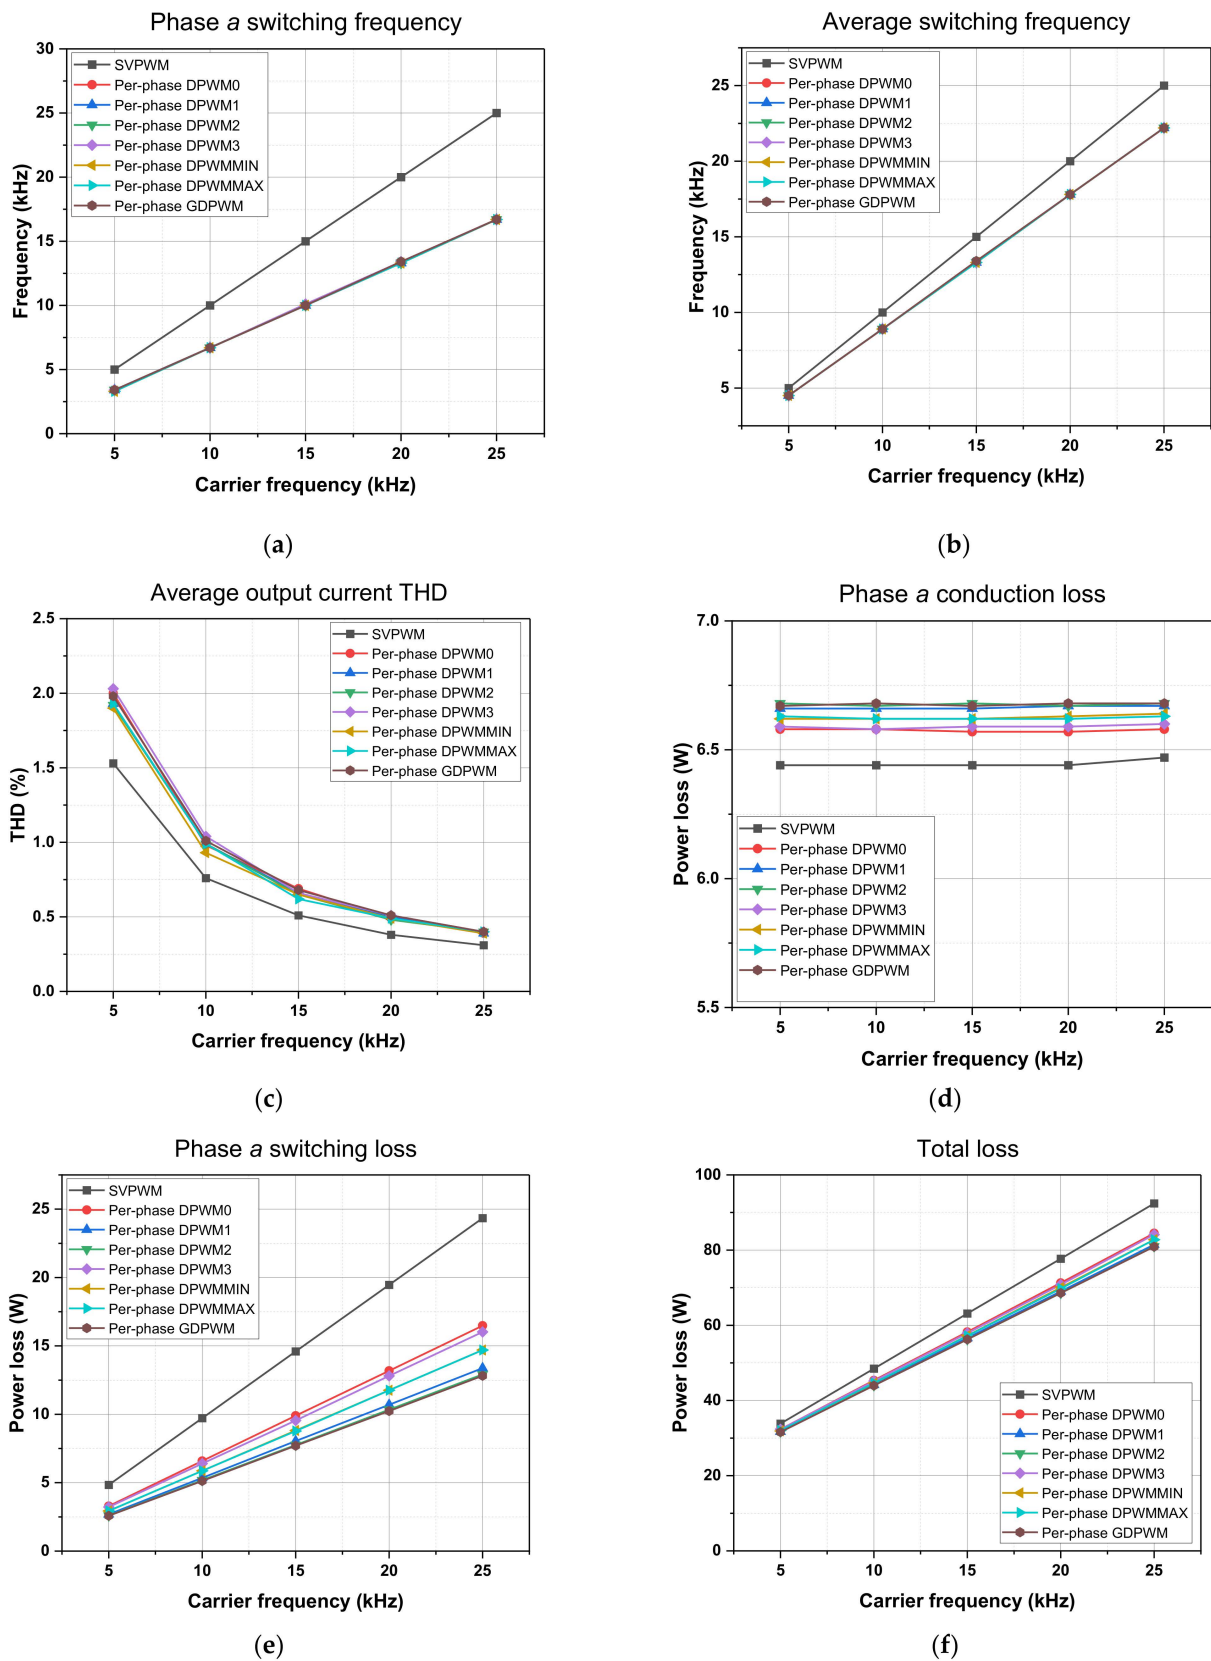 Phase a switching frequency
30
25
20
15
10
5
0
Frequency (kHz)
SVPWM
Per-phase DPWM0
Per-phase DPWM1
Per-phase DPWM2
Per-phase DPWM3
Per-phase DPWMMIN
Per-phase DPWMMAX
Per-phase GDPWM
5 10 15 20 25
Carrier frequency (kHz)
(a)
Average switching frequency
25
20
15
10
5
Frequency (kHz)
SVPWM
Per-phase DPWM0
Per-phase DPWM1
Per-phase DPWM2
Per-phase DPWM3
Per-phase DPWMMIN
Per-phase DPWMMAX
Per-phase GDPWM
5 10 15 20 25
Carrier frequency (kHz)
(b)
Average output current THD
2.5
2.0
1.5
1.0
0.5
0.0
THD (%)
SVPWM
Per-phase DPWM0
Per-phase DPWM1
Per-phase DPWM2
Per-phase DPWM3
Per-phase DPWMMIN
Per-phase DPWMMAX
Per-phase GDPWM
5 10 15 20 25
Carrier frequency (kHz)
(c)
Phase a conduction loss
7.0
6.5
6.0
5.5
Power loss (W)
SVPWM
Per-phase DPWM0
Per-phase DPWM1
Per-phase DPWM2
Per-phase DPWM3
Per-phase DPWMMIN
Per-phase DPWMMAX
Per-phase GDPWM
5 10 15 20 25
Carrier frequency (kHz)
(d)
Phase a switching loss
25
20
15
10
5
0
Power loss (W)
SVPWM
Per-phase DPWM0
Per-phase DPWM1
Per-phase DPWM2
Per-phase DPWM3
Per-phase DPWMMIN
Per-phase DPWMMAX
Per-phase GDPWM
5 10 15 20 25
Carrier frequency (kHz)
(e)
Total loss
100
80
60
40
20
0
Power loss (W)
SVPWM
Per-phase DPWM0
Per-phase DPWM1
Per-phase DPWM2
Per-phase DPWM3
Per-phase DPWMMIN
Per-phase DPWMMAX
Per-phase GDPWM
5 10 15 20 25
Carrier frequency (kHz)
(f)